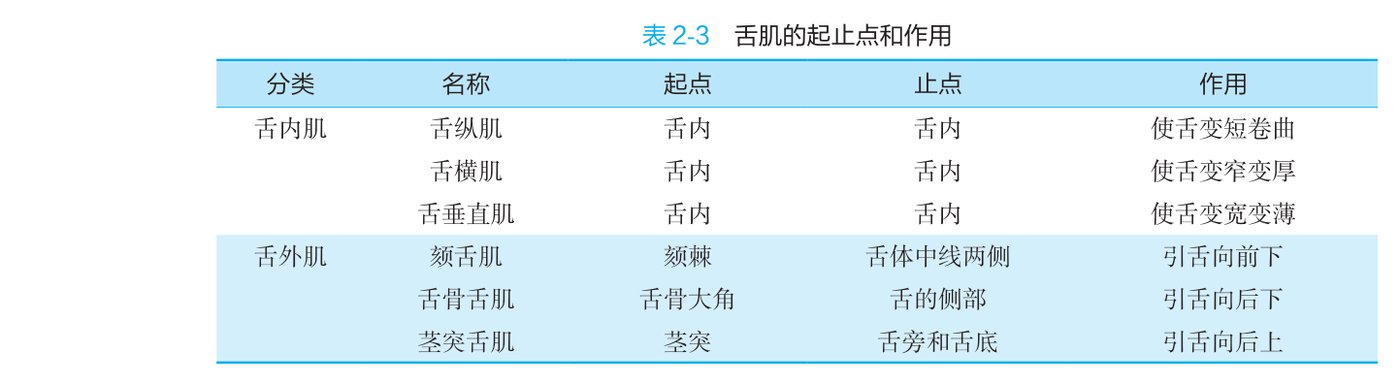 表 2-3 舌肌的起止点和作用
分类 名称 起点 止点 作用
舌内肌 舌纵肌 舌内 舌内 使舌变短卷曲
舌横肌 舌内 舌内 使舌变窄变厚
舌垂直肌 舌内 舌内 使舌变宽变薄
舌外肌 颏舌肌 颏棘 舌体中线两侧 引舌向前下
舌骨舌肌 舌骨大角 舌的侧部 引舌向后下
茎突舌肌 茎突 舌旁和舌底 引舌向后上